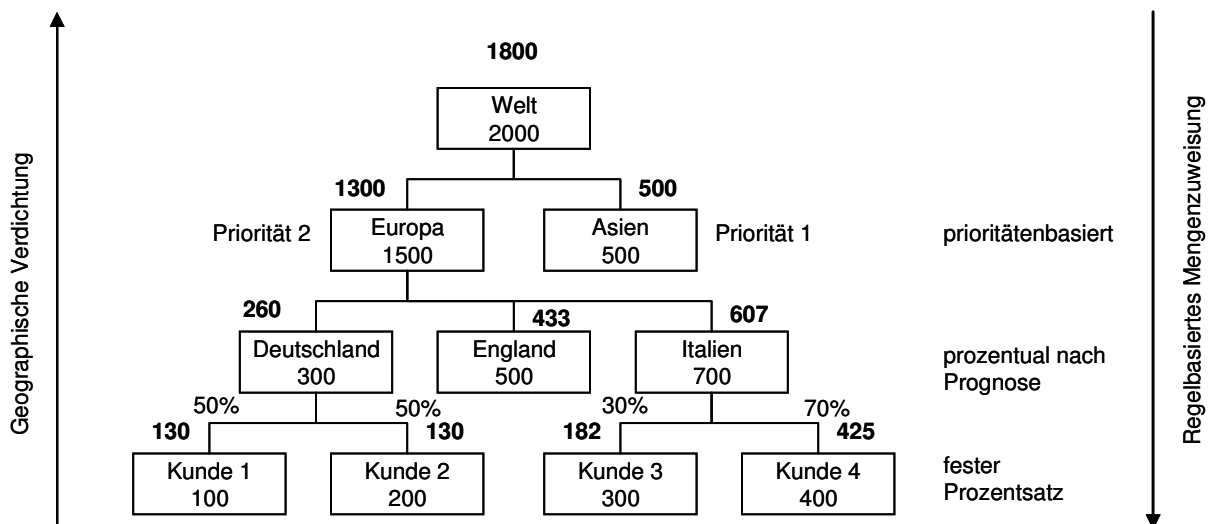 1800
Welt
2000
1300
500
Priorität 2
Europa
1500
Asien
500
Priorität 1
prioritätenbasiert
260
433
607
Deutschland
300
England
500
Italien
700
prozentual nach
Prognose
50%
50%
30%
70%
130
130
182
425
Kunde 1
100
Kunde 2
200
Kunde 3
300
Kunde 4
400
fester
Prozentsatz
Geographische Verdichtung
Regelbasiertes Mengenzuweisung